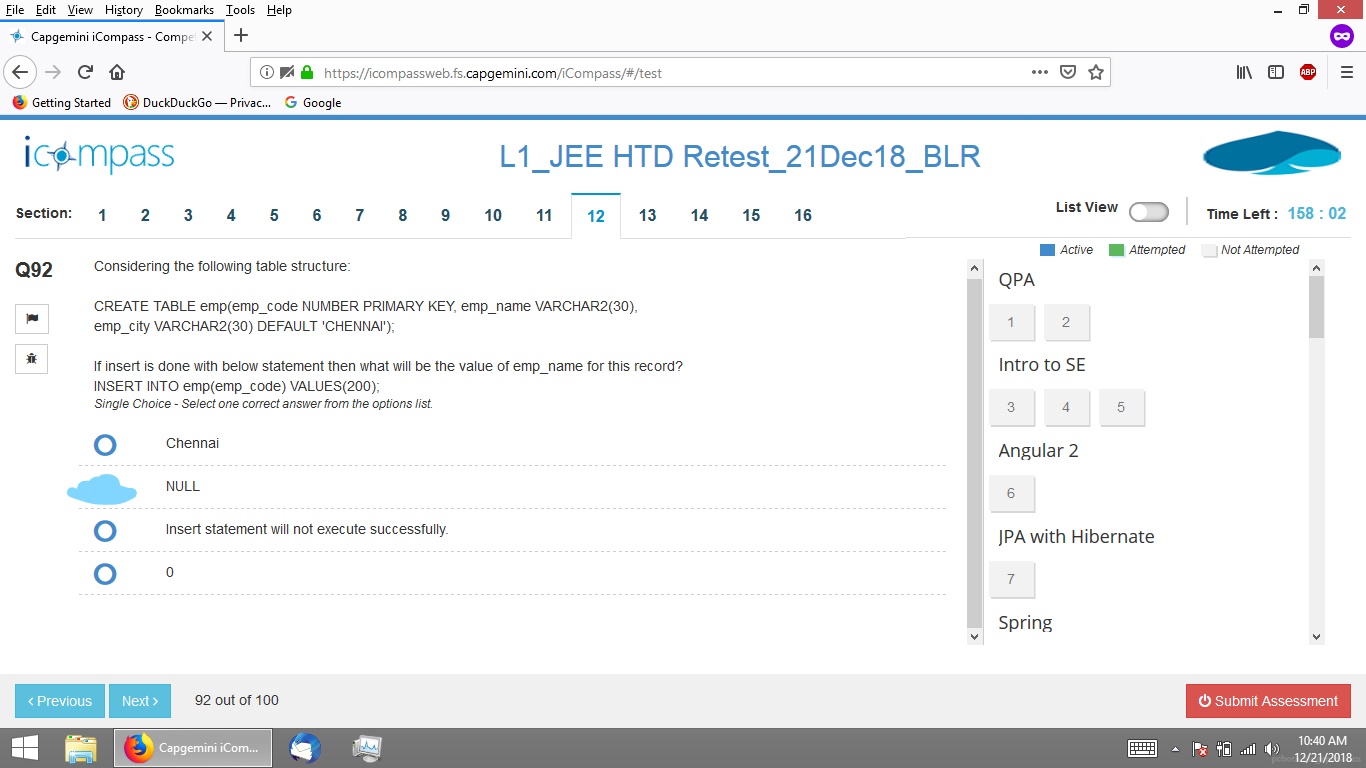 File Edit View History Bookmarks Tools Help
Capgemini iCompass - Compe
https://icompassweb.fs.capgemini.com/iCompass/#/test
ABP
Getting Started DuckDuckGo — Privac... Google
icompass
L1_JEE HTD Retest_21Dec18_BLR
Section: 1 2 3 4 5 6 7 8 9 10 11 12 13 14 15 16
List View
Time Left : 158 : 02
Active Attempted Not Attempted
Q92
Considering the following table structure:
CREATE TABLE emp(emp_code NUMBER PRIMARY KEY, emp_name VARCHAR2(30),
emp_city VARCHAR2(30) DEFAULT 'CHENNAI');
If insert is done with below statement then what will be the value of emp_name for this record?
INSERT INTO emp(emp_code) VALUES(200);
Single Choice - Select one correct answer from the options list.
Chennai
NULL
Insert statement will not execute successfully.
0
QPA
1 2
Intro to SE
3 4 5
Angular 2
6
JPA with Hibernate
7
Spring
Previous Next
92 out of 100
Submit Assessment
Capgemini iCom...
10:40 AM
12/21/2018